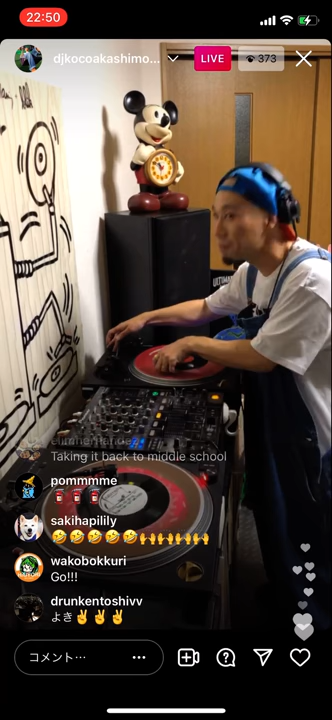 22:50
djkocoakashimo...
LIVE
373
Taking it back to middle school
pommmme
sakihapilily
wakobokkuri
Go!!!
drunkentoshivv
よき✌✌✌
コメント…